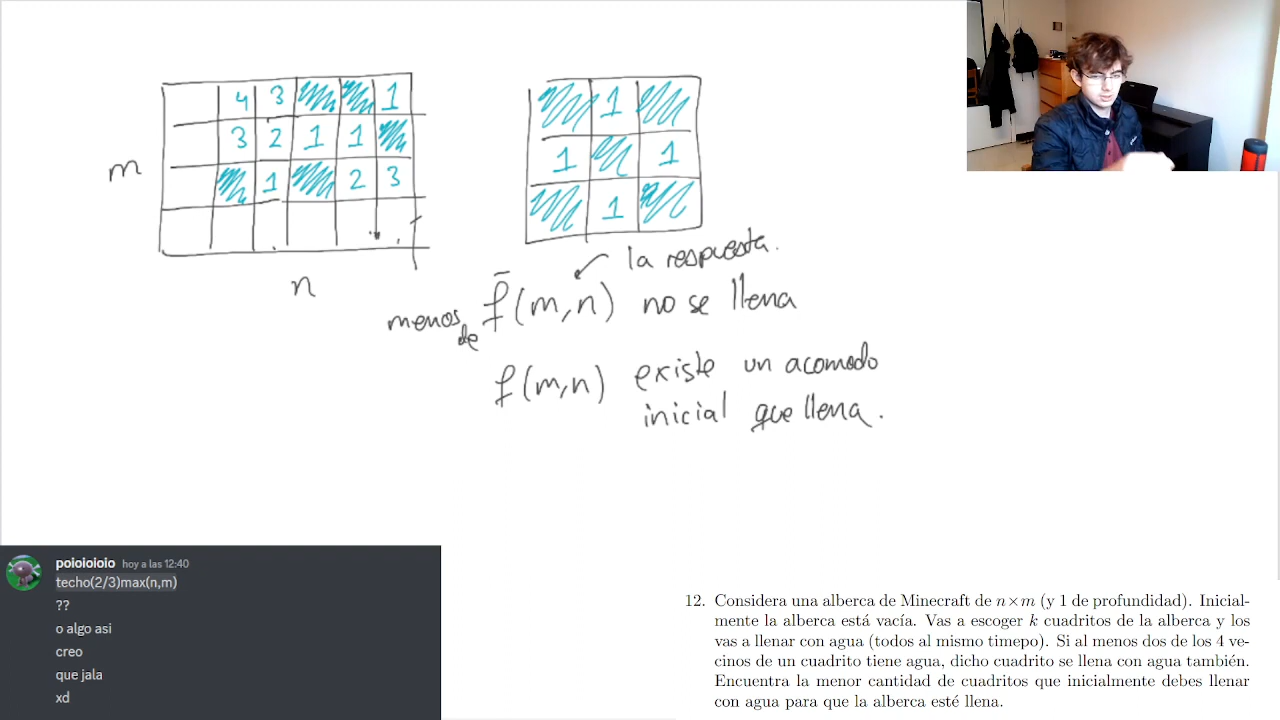 4 3 1
3 2 1 1
1 2 3
m
n
1
1 1
1
la respuesta.
menos de f̄(m,n) no se llena
f(m,n) existe un acomodo
inicial que llena.
poloioioio hoy a las 12:40
techo(2/3)max(n,m)
??
o algo asi
creo
que jala
xd
12. Considera una alberca de Minecraft de n×m (y 1 de profundidad). Inicial-
mente la alberca está vacía. Vas a escoger k cuadritos de la alberca y los
vas a llenar con agua (todos al mismo timepo). Si al menos dos de los 4 ve-
cinos de un cuadrito tiene agua, dicho cuadrito se llena con agua también.
Encuentra la menor cantidad de cuadritos que inicialmente debes llenar
con agua para que la alberca esté llena.